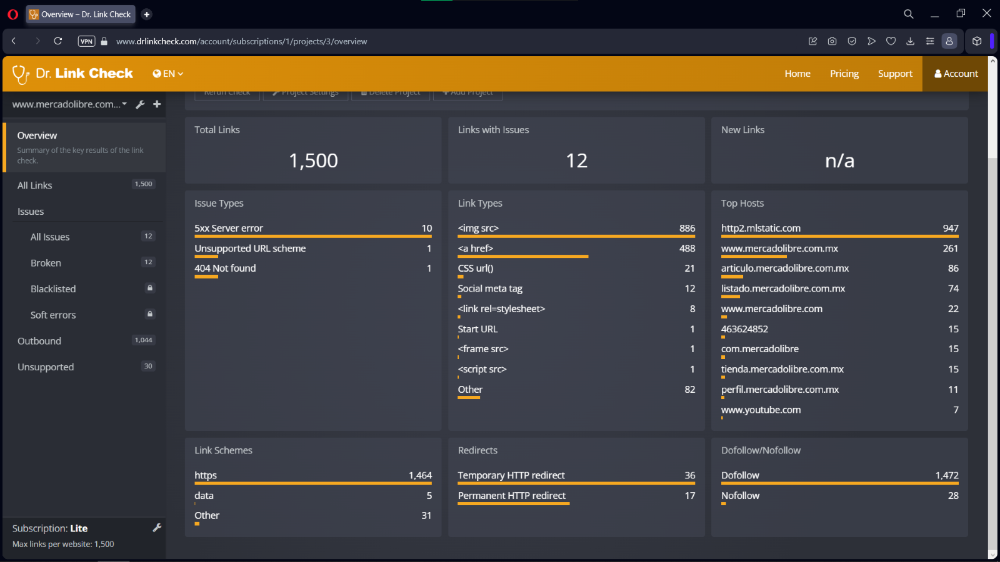 Overview – Dr. Link Check
VPN
www.drlinkcheck.com/account/subscriptions/1/projects/3/overview
Dr. Link Check
EN
Home
Pricing
Support
Account
www.mercadolibre.com...
Rerun Check
Project Settings
Delete Project
Add Project
Overview
Summary of the key results of the link
check.
All Links 1,500
Issues
All Issues 12
Broken 12
Blacklisted
Soft errors
Outbound 1,044
Unsupported 30
Subscription: Lite
Max links per website: 1,500
Total Links
1,500
Links with Issues
12
New Links
n/a
Issue Types
5xx Server error 10
Unsupported URL scheme 1
404 Not found 1
Link Types
<img src> 886
<a href> 488
CSS url() 21
Social meta tag 12
<link rel=stylesheet> 8
Start URL 1
<frame src> 1
<script src> 1
Other 82
Top Hosts
http2.mlstatic.com 947
www.mercadolibre.com.mx 261
articulo.mercadolibre.com.mx 86
listado.mercadolibre.com.mx 74
www.mercadolibre.com 22
463624852 15
com.mercadolibre 15
tienda.mercadolibre.com.mx 15
perfil.mercadolibre.com.mx 11
www.youtube.com 7
Link Schemes
https 1,464
data 5
Other 31
Redirects
Temporary HTTP redirect 36
Permanent HTTP redirect 17
Dofollow/Nofollow
Dofollow 1,472
Nofollow 28